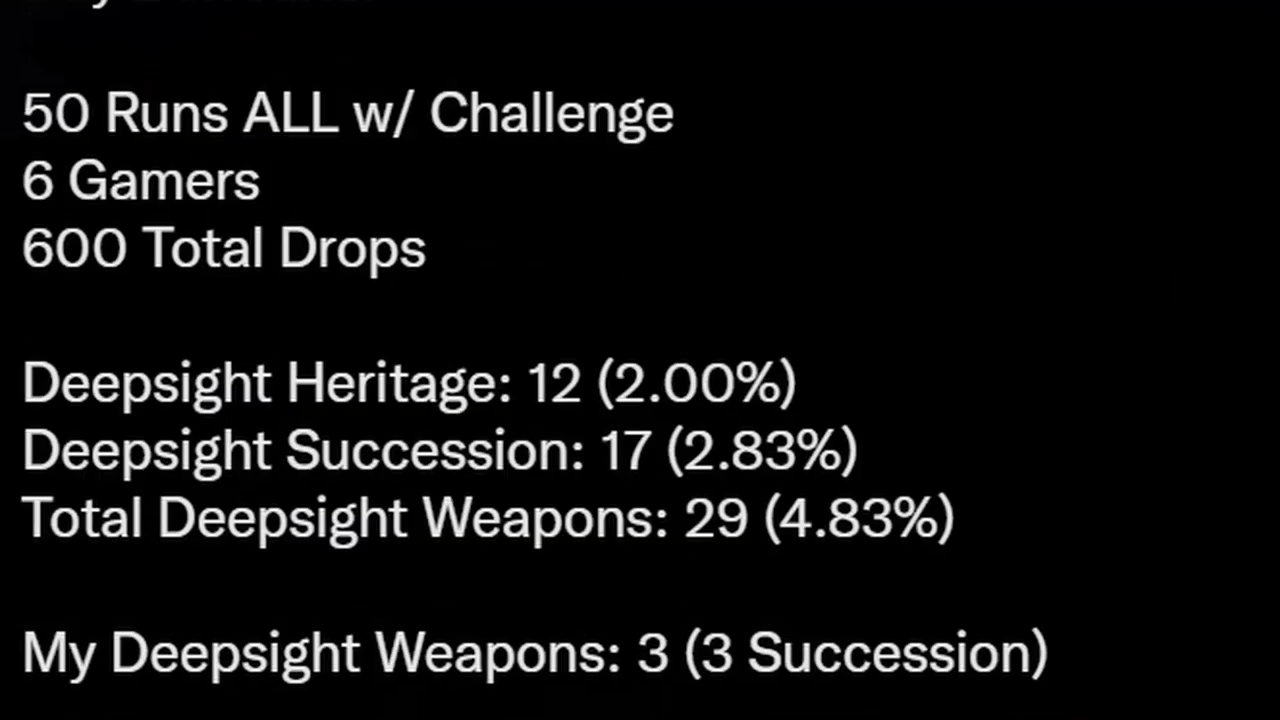 50 Runs ALL w/ Challenge
6 Gamers
600 Total Drops
Deepsight Heritage: 12 (2.00%)
Deepsight Succession: 17 (2.83%)
Total Deepsight Weapons: 29 (4.83%)
My Deepsight Weapons: 3 (3 Succession)